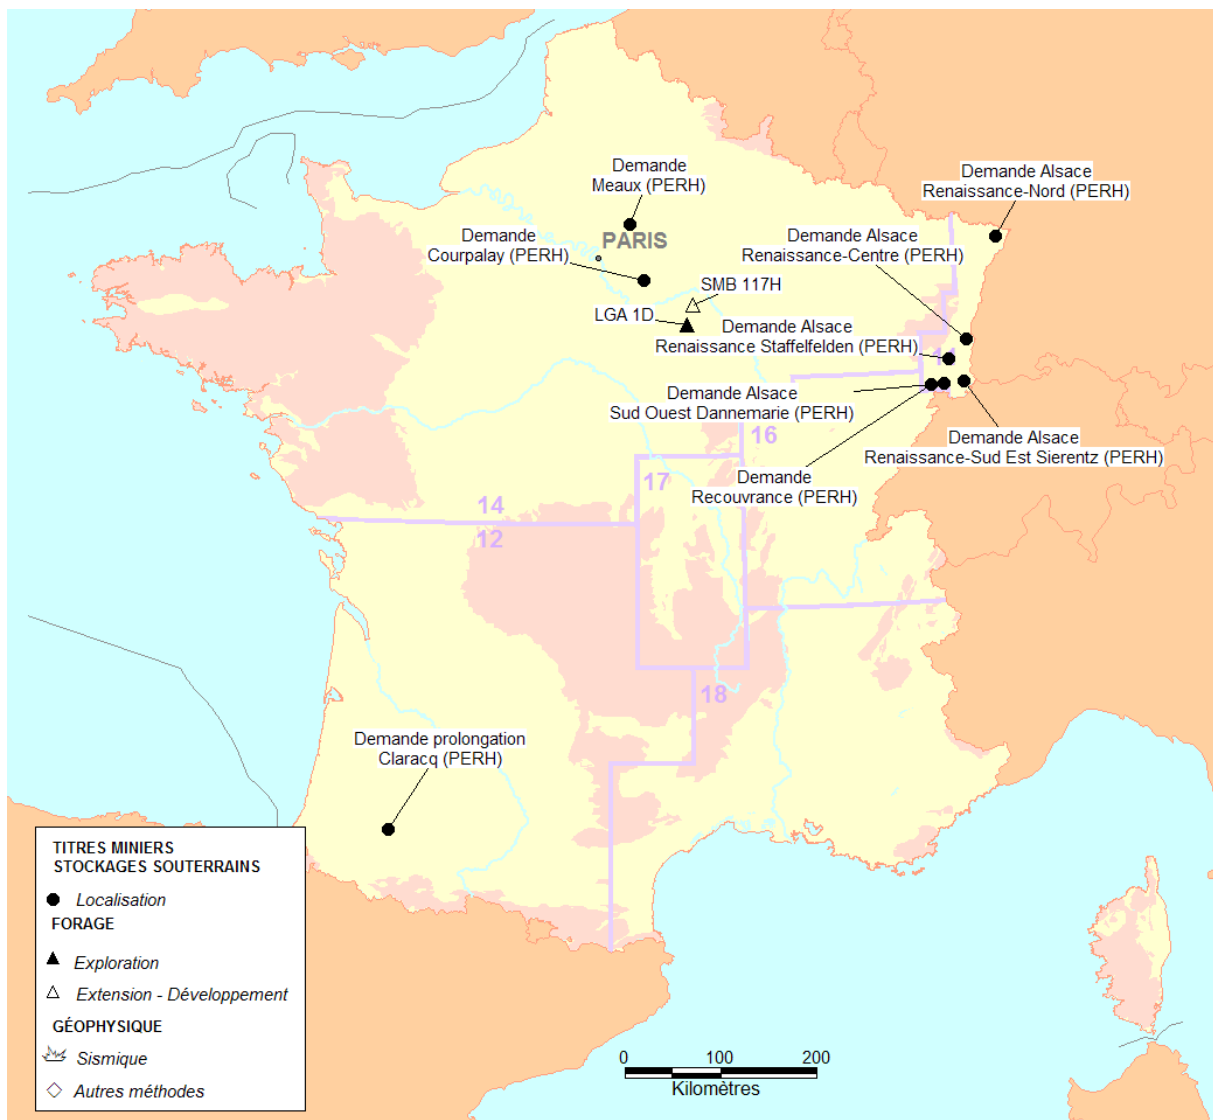 Demande
Meaux (PERH)
Demande Alsace
Renaissance-Nord (PERH)
PARIS
Demande
Courpalay (PERH)
Demande Alsace
Renaissance-Centre (PERH)
SMB 117H
LGA 1D
Demande Alsace
Renaissance Staffelfelden (PERH)
Demande Alsace
Sud Ouest Dannemarie (PERH)
Demande Alsace
Renaissance-Sud Est Sierentz (PERH)
Demande
Recouvrance (PERH)
16
17
14
12
18
Demande prolongation
Claracq (PERH)
TITRES MINIERS
STOCKAGES SOUTERRAINS
Localisation
FORAGE
Exploration
Extension - Développement
GÉOPHYSIQUE
Sismique
Autres méthodes
0 100 200
Kilomètres